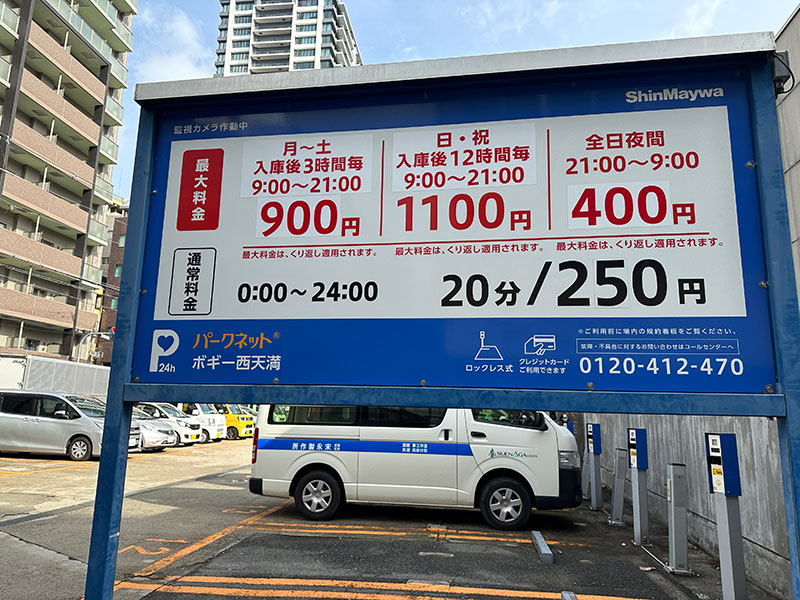 ShinMaywa
監視カメラ作動中
最大料金
月～土
入庫後3時間毎
9:00～21:00
900円
日・祝
入庫後12時間毎
9:00～21:00
1100円
全日夜間
21:00～9:00
400円
最大料金は、くり返し適用されます。
最大料金は、くり返し適用されます。
最大料金は、くり返し適用されます。
通常料金
0:00～24:00
20分/250円
P
24h
パークネット®
ボギー西天満
ロックレス式
クレジットカード
ご利用できます
※ご利用前に場内の規約看板をご覧ください。
故障・不具合に対するお問い合わせはコールセンターへ
0120-412-470
所作製永末
SUENAGA